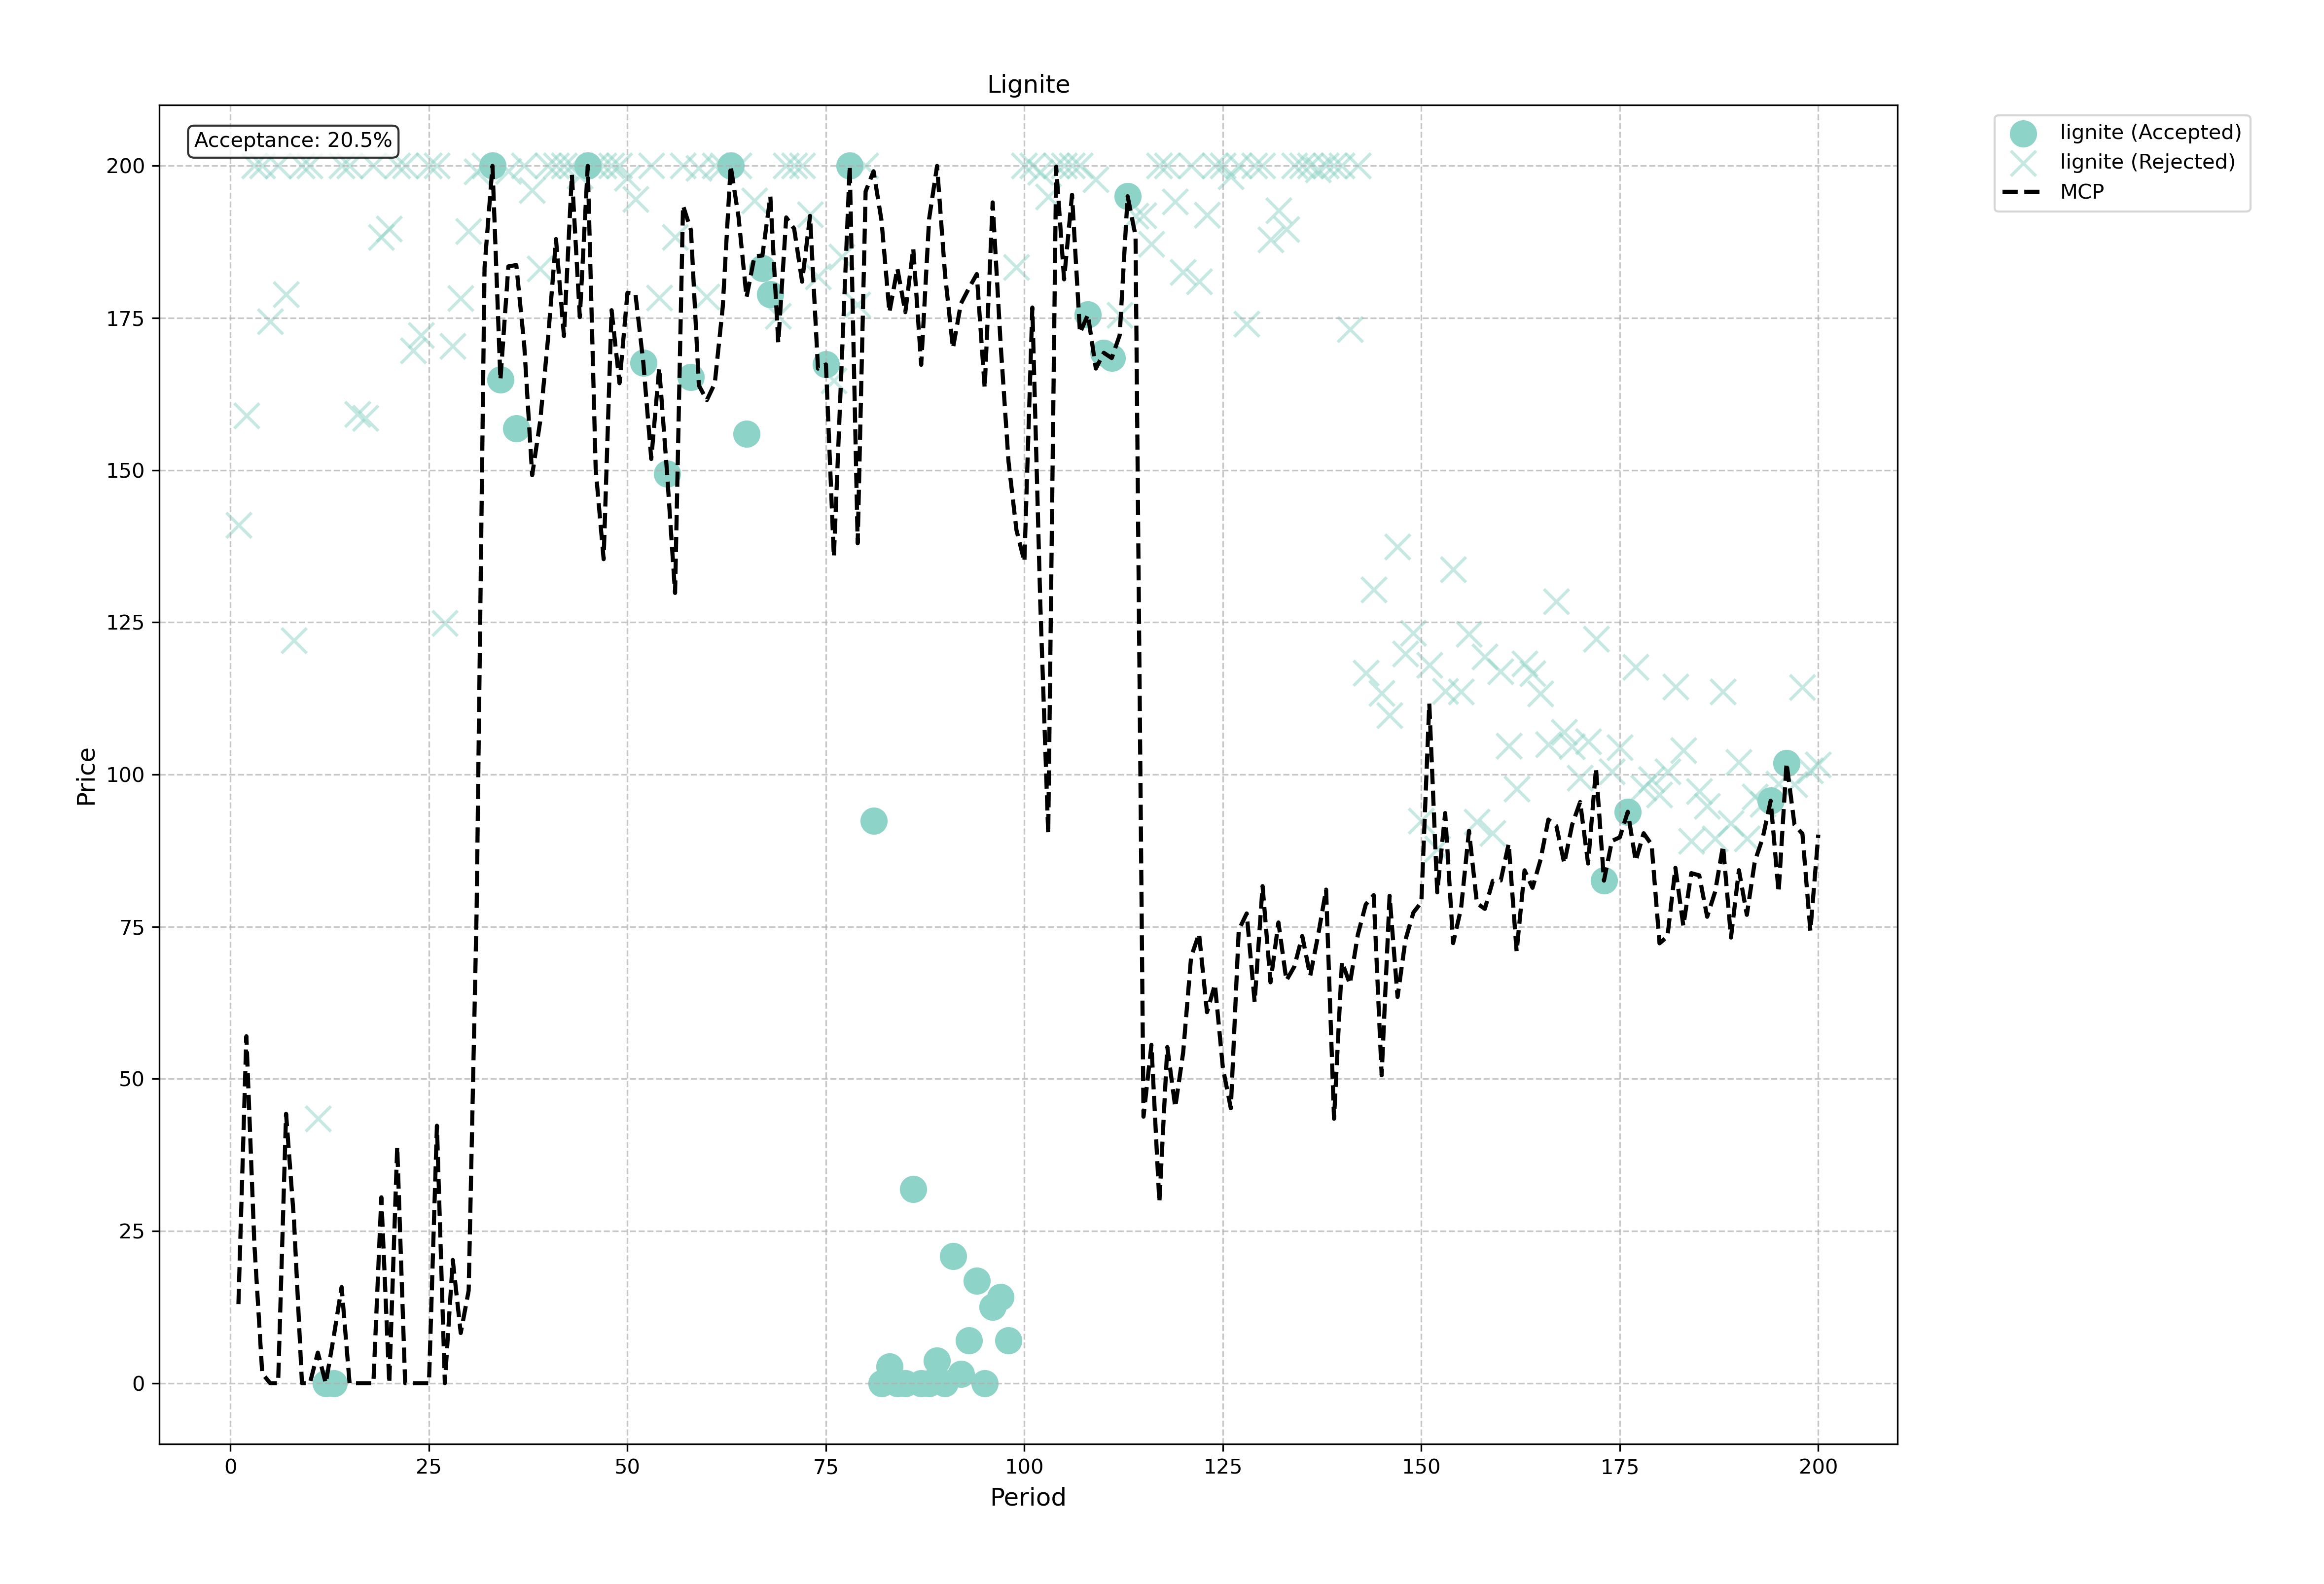 Lignite
Acceptance: 20.5%
lignite (Accepted)
lignite (Rejected)
MCP
Price
200
175
150
125
100
75
50
25
0
0 25 50 75 100 125 150 175 200
Period